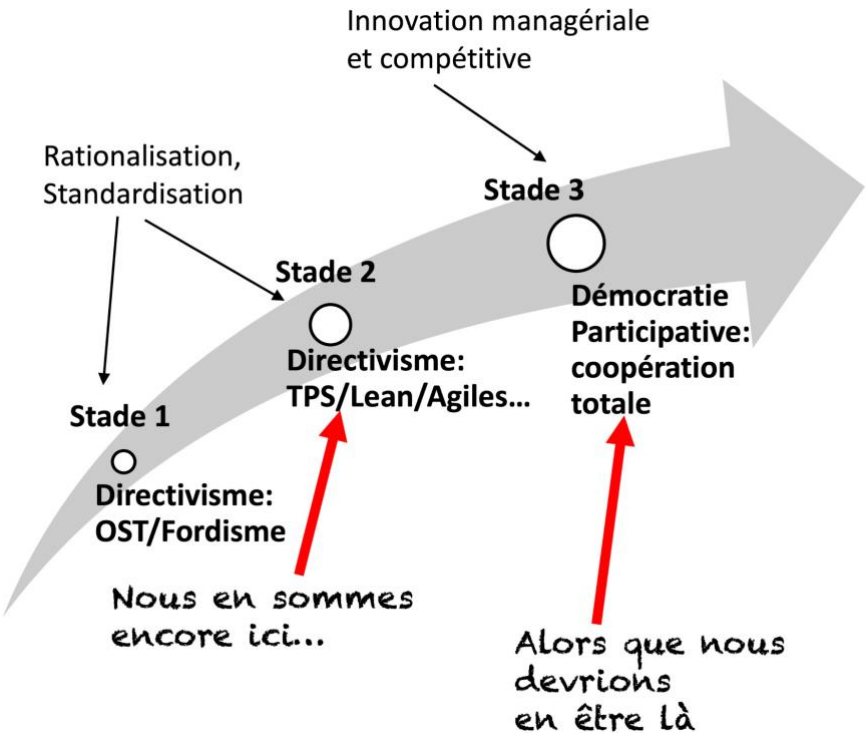 Innovation managériale
et compétitive
Rationalisation,
Standardisation
Stade 3
Stade 2
Démocratie
Participative:
coopération
totale
Directivisme:
TPS/Lean/Agiles...
Stade 1
Directivisme:
OST/Fordisme
Nous en sommes
encore ici...
Alors que nous
devrions
en être là